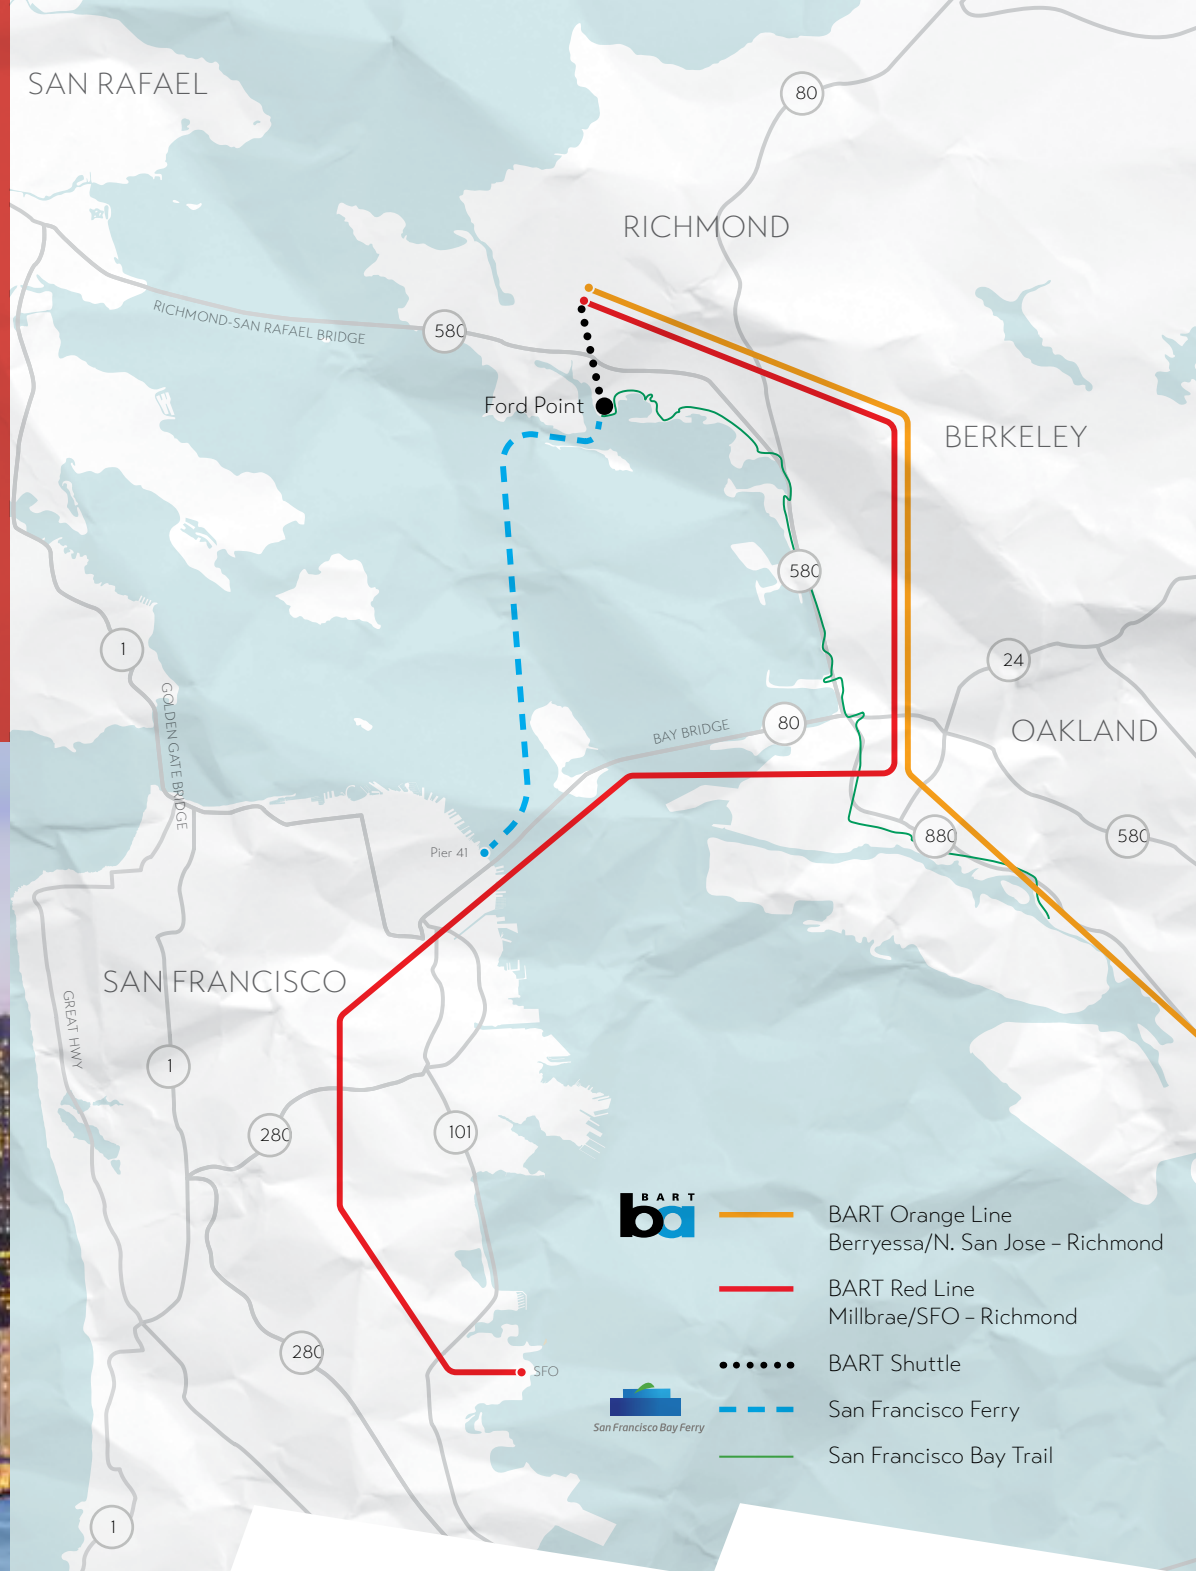 SAN RAFAEL
80
RICHMOND
RICHMOND-SAN RAFAEL BRIDGE
580
Ford Point
BERKELEY
580
1
24
GOLDEN GATE BRIDGE
BAY BRIDGE
80
OAKLAND
880
580
Pier 41
SAN FRANCISCO
GREAT HWY
1
280
101
BART
ba
BART Orange Line
Berryessa/N. San Jose – Richmond
BART Red Line
Millbrae/SFO – Richmond
280
SFO
BART Shuttle
San Francisco Ferry
San Francisco Bay Ferry
San Francisco Bay Trail
1